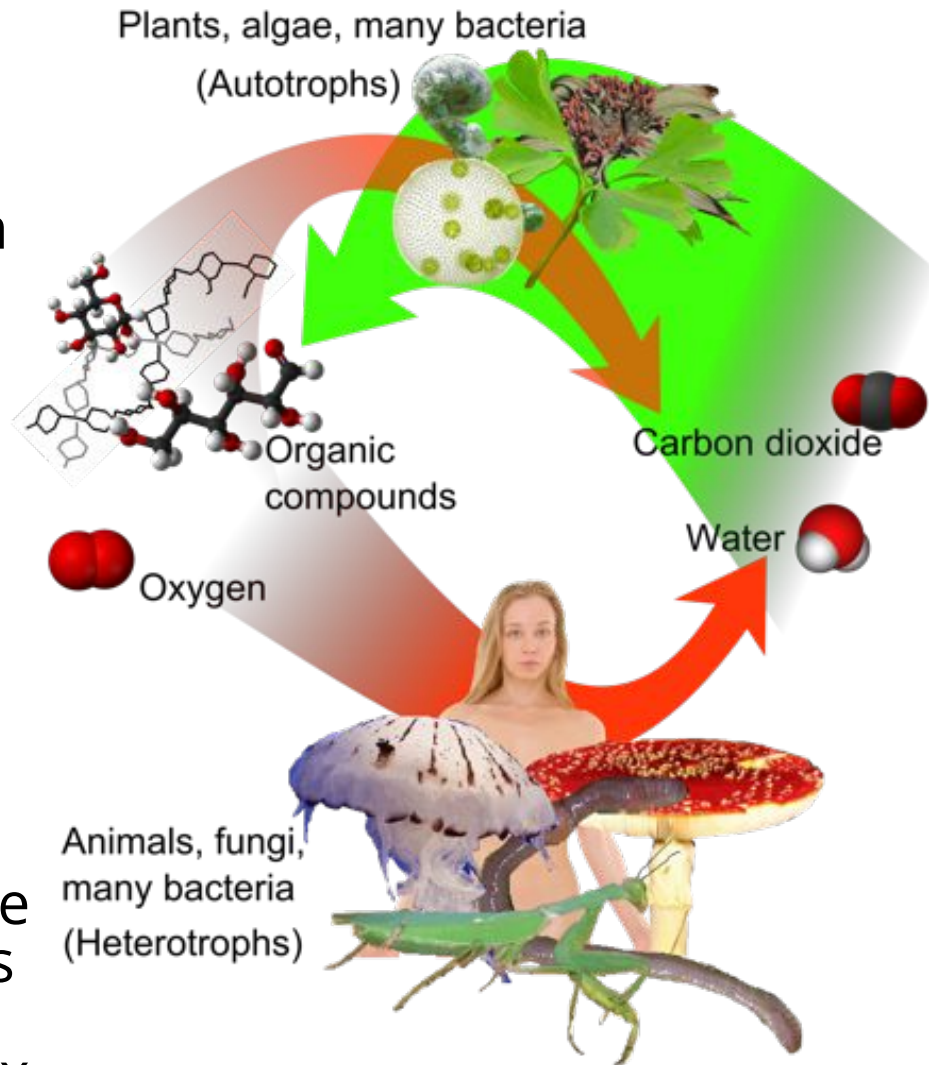 Plants, algae, many bacteria
(Autotrophs)
n
Organic
compounds
Carbon dioxide
Water
Oxygen
Animals, fungi,
many bacteria
(Heterotrophs)
e
s